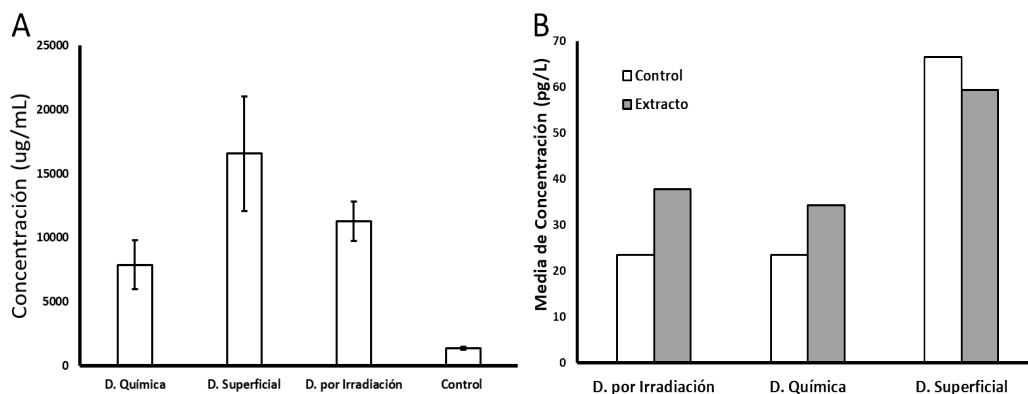 A
Concentración (ug/mL)
25000
20000
15000
10000
5000
0
D. Química D. Superficial D. por Irradiación Control
B
Media de Concentración (pg/L)
70
60
50
40
30
20
10
0
Control
Extracto
D. por Irradiación D. Química D. Superficial